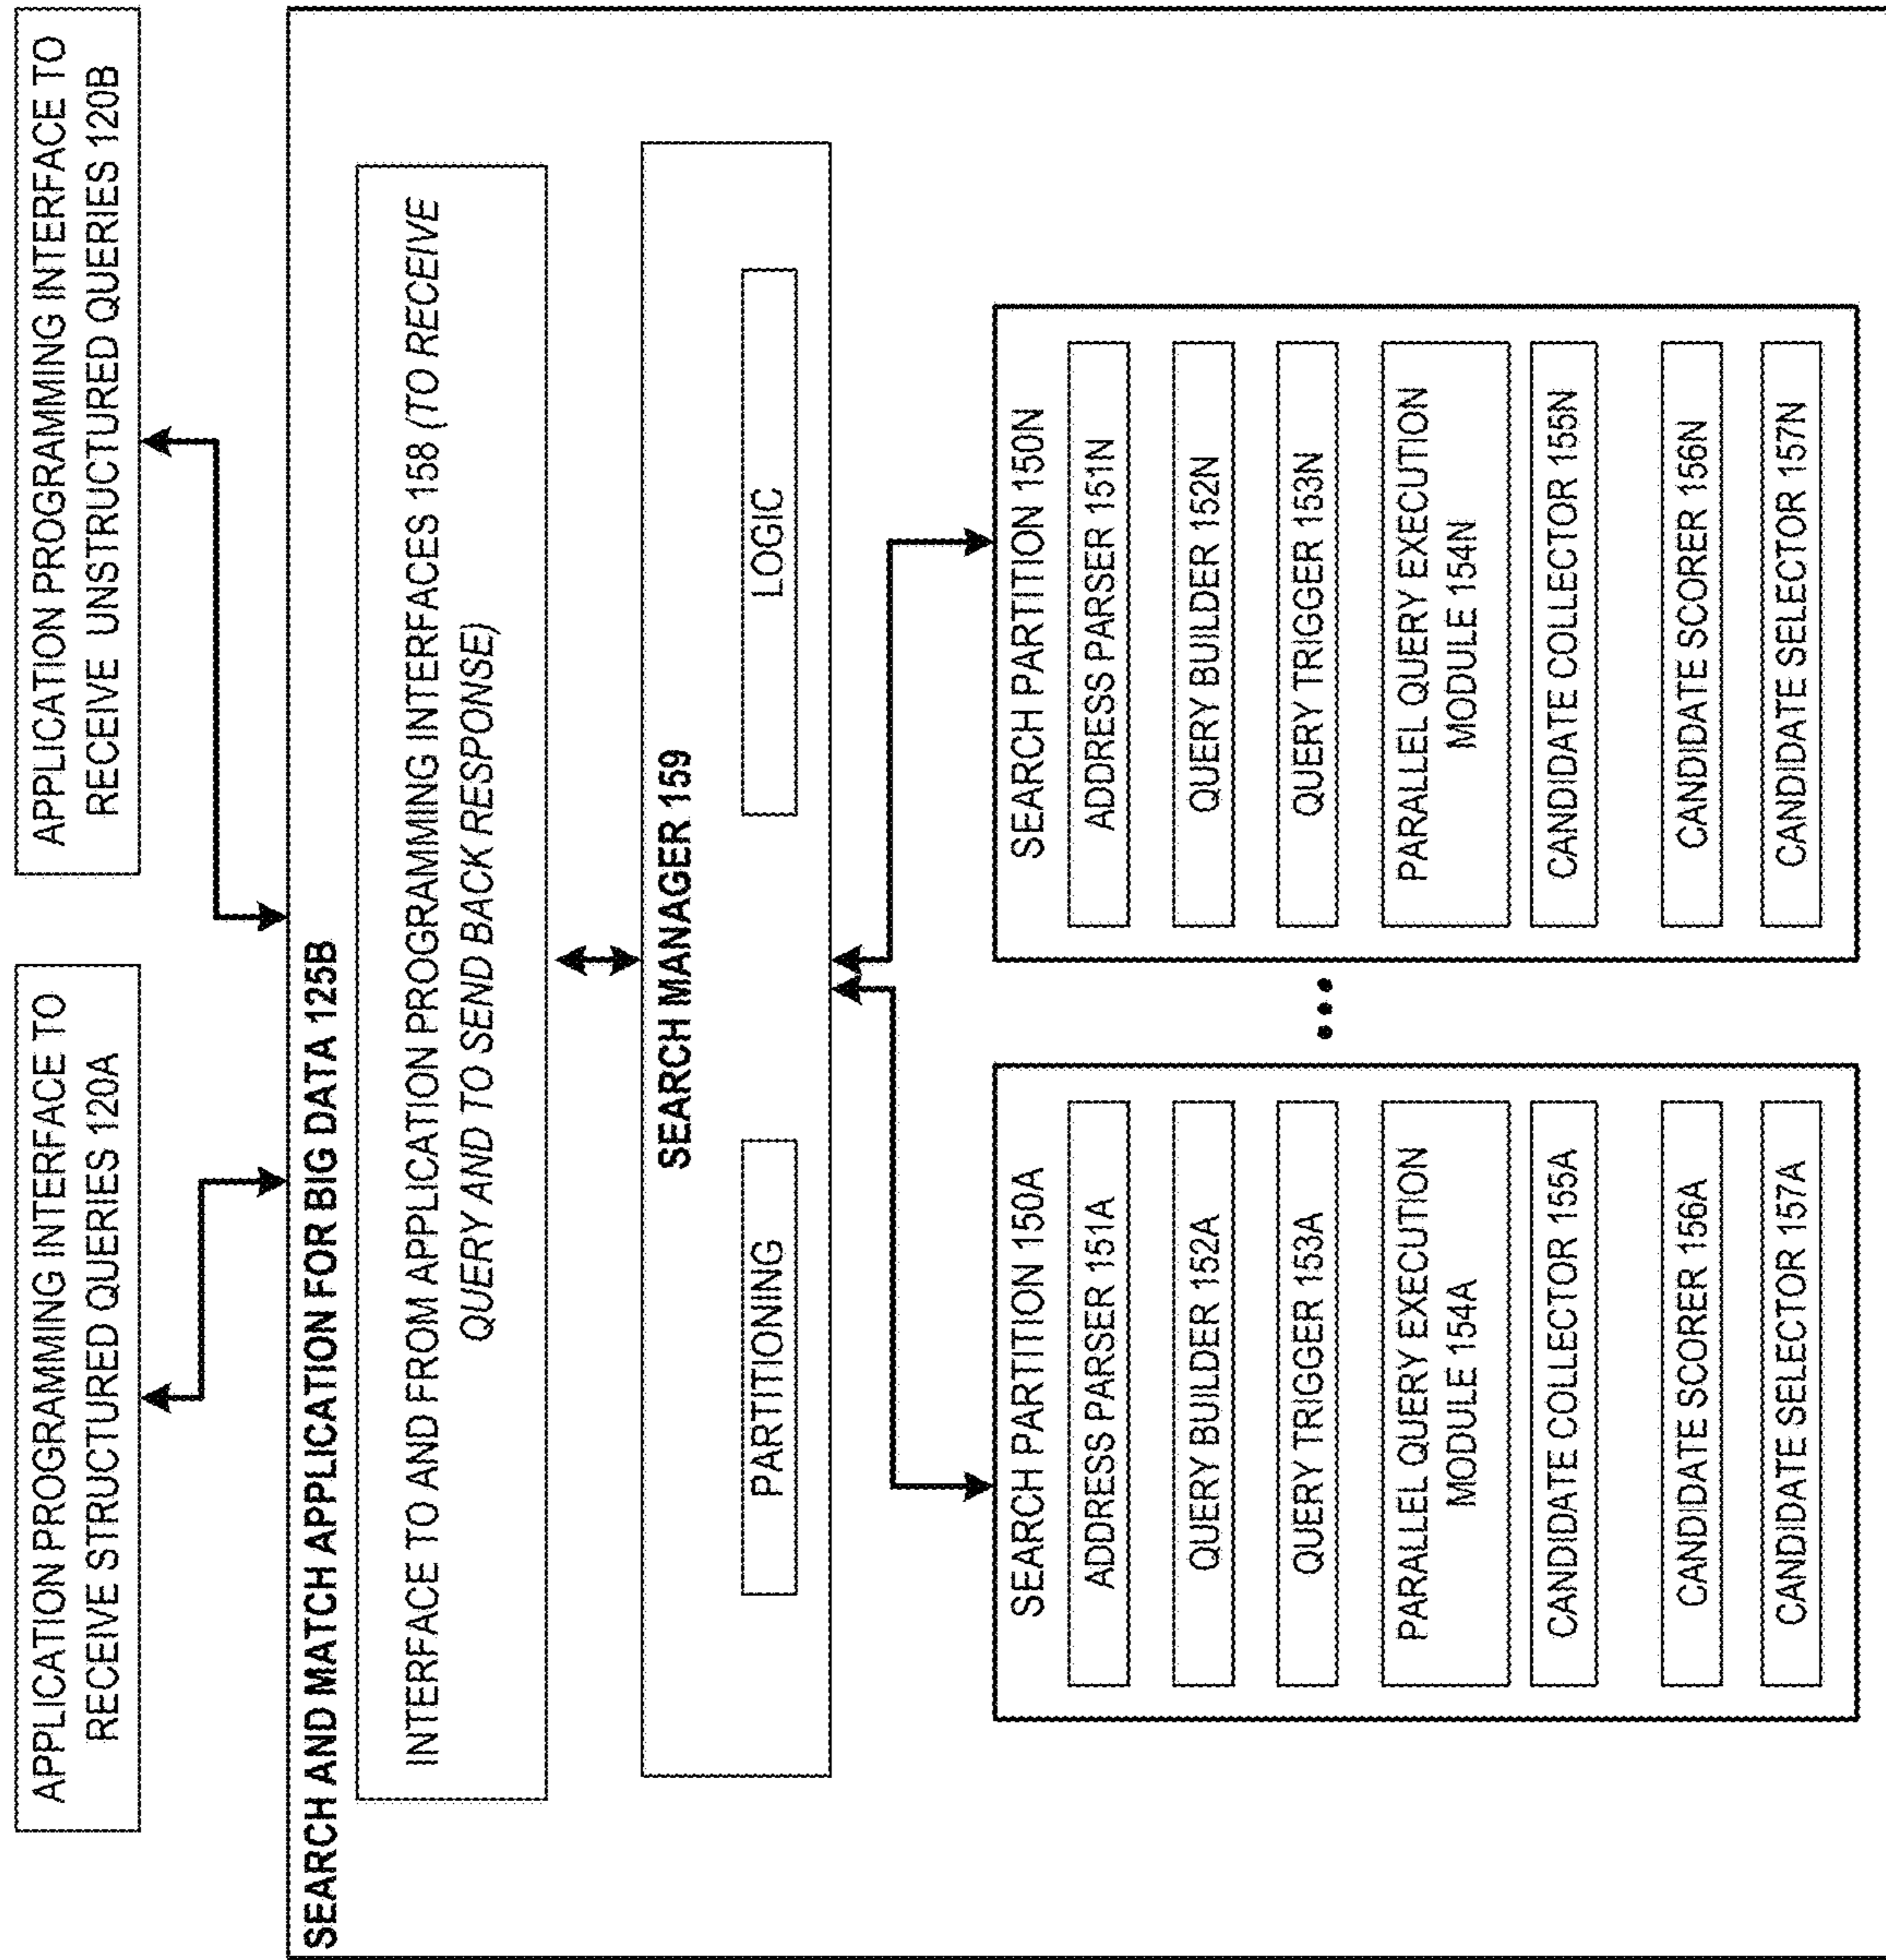 APPLICATION PROGRAMMING INTERFACE TO
RECEIVE STRUCTURED QUERIES 120A
APPLICATION PROGRAMMING INTERFACE TO
RECEIVE UNSTRUCTURED QUERIES 120B
SEARCH AND MATCH APPLICATION FOR BIG DATA 125B
INTERFACE TO AND FROM APPLICATION PROGRAMMING INTERFACES 158 (TO RECEIVE
QUERY AND TO SEND BACK RESPONSE)
SEARCH MANAGER 159
PARTITIONING
LOGIC
SEARCH PARTITION 150A
ADDRESS PARSER 151A
QUERY BUILDER 152A
QUERY TRIGGER 153A
PARALLEL QUERY EXECUTION
MODULE 154A
CANDIDATE COLLECTOR 155A
CANDIDATE SCORER 156A
CANDIDATE SELECTOR 157A
...
SEARCH PARTITION 150N
ADDRESS PARSER 151N
QUERY BUILDER 152N
QUERY TRIGGER 153N
PARALLEL QUERY EXECUTION
MODULE 154N
CANDIDATE COLLECTOR 155N
CANDIDATE SCORER 156N
CANDIDATE SELECTOR 157N